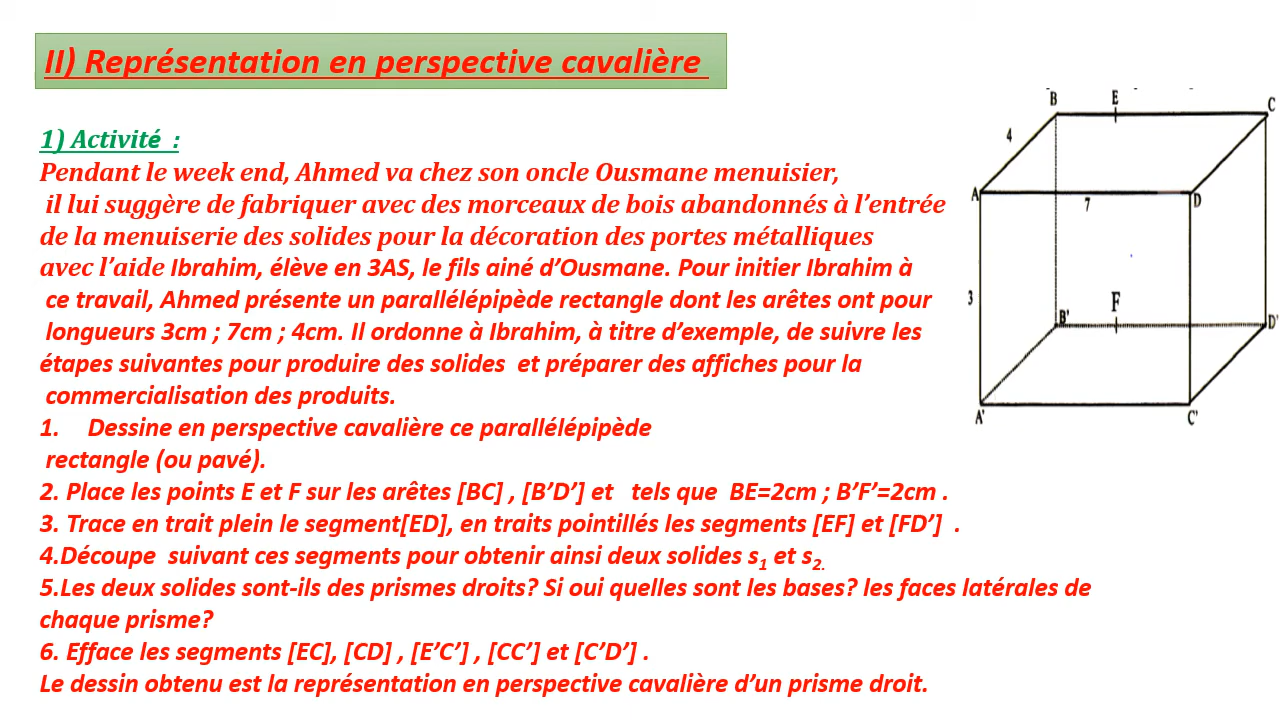 II) Représentation en perspective cavalière
1) Activité :
Pendant le week end, Ahmed va chez son oncle Ousmane menuisier,
il lui suggère de fabriquer avec des morceaux de bois abandonnés à l'entrée
de la menuiserie des solides pour la décoration des portes métalliques
avec l'aide Ibrahim, élève en 3AS, le fils ainé d'Ousmane. Pour initier Ibrahim à
ce travail, Ahmed présente un parallélépipède rectangle dont les arêtes ont pour
longueurs 3cm ; 7cm ; 4cm. Il ordonne à Ibrahim, à titre d'exemple, de suivre les
étapes suivantes pour produire des solides et préparer des affiches pour la
commercialisation des produits.
1. Dessine en perspective cavalière ce parallélépipède
rectangle (ou pavé).
2. Place les points E et F sur les arêtes [BC] , [B'D'] et tels que BE=2cm ; B'F'=2cm .
3. Trace en trait plein le segment[ED], en traits pointillés les segments [EF] et [FD'] .
4.Découpe suivant ces segments pour obtenir ainsi deux solides s1 et s2.
5.Les deux solides sont-ils des prismes droits? Si oui quelles sont les bases? les faces latérales de
chaque prisme?
6. Efface les segments [EC], [CD] , [E'C'] , [CC'] et [C'D'] .
Le dessin obtenu est la représentation en perspective cavalière d'un prisme droit.
B E C
4
A D
7
3
F
B' D'
A' C'